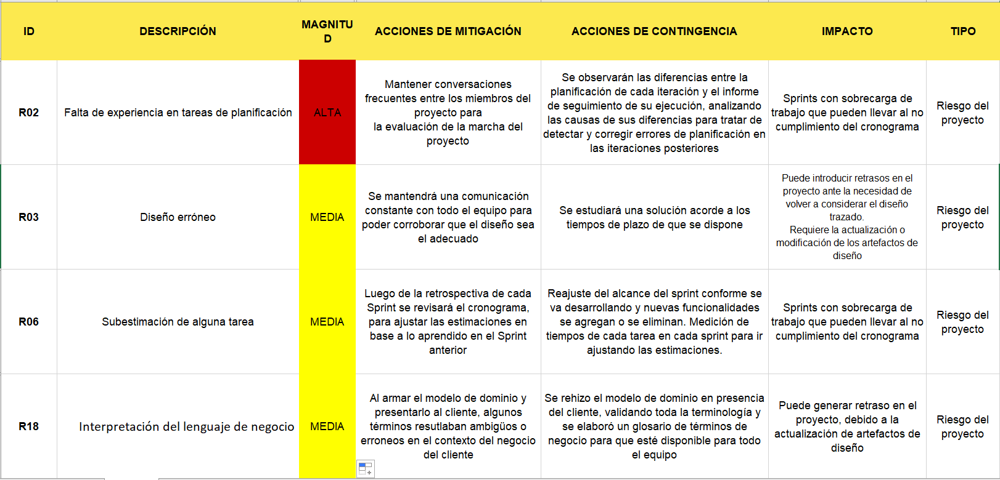 ID
DESCRIPCIÓN
MAGNITU
D
ACCIONES DE MITIGACIÓN
ACCIONES DE CONTINGENCIA
IMPACTO
TIPO
R02
Falta de experiencia en tareas de planificación
ALTA
Mantener conversaciones
frecuentes entre los miembros del
proyecto para
la evaluación de la marcha del
proyecto
Se observarán las diferencias entre la
planificación de cada iteración y el informe
de seguimiento de su ejecución, analizando
las causas de sus diferencias para tratar de
detectar y corregir errores de planificación en
las iteraciones posteriores
Sprints con sobrecarga de
trabajo que pueden llevar al no
cumplimiento del cronograma
Riesgo del
proyecto
R03
Diseño erróneo
MEDIA
Se mantendrá una comunicación
constante con todo el equipo para
poder corroborar que el diseño sea
el adecuado
Se estudiará una solución acorde a los
tiempos de plazo de que se dispone
Puede introducir retrasos en el
proyecto ante la necesidad de
volver a considerar el diseño
trazado.
Requiere la actualización o
modificación de los artefactos de
diseño
Riesgo del
proyecto
R06
Subestimación de alguna tarea
MEDIA
Luego de la retrospectiva de cada
Sprint se revisará el cronograma,
para ajustar las estimaciones en
base a lo aprendido en el Sprint
anterior
Reajuste del alcance del sprint conforme se
va desarrollando y nuevas funcionalidades
se agregan o se eliminan. Medición de
tiempos de cada tarea en cada sprint para ir
ajustando las estimaciones.
Sprints con sobrecarga de
trabajo que pueden llevar al no
cumplimiento del cronograma
Riesgo del
proyecto
R18
Interpretación del lenguaje de negocio
MEDIA
Al armar el modelo de dominio y
presentarlo al cliente, algunos
términos resutlaban ambigüos o
erroneos en el contexto del negocio
del cliente
Se rehizo el modelo de dominio en presencia
del cliente, validando toda la terminología y
se elaboró un glosario de términos de
negocio para que esté disponible para todo
el equipo
Puede generar retraso en el
proyecto, debido a la
actualización de artefactos de
diseño
Riesgo del
proyecto